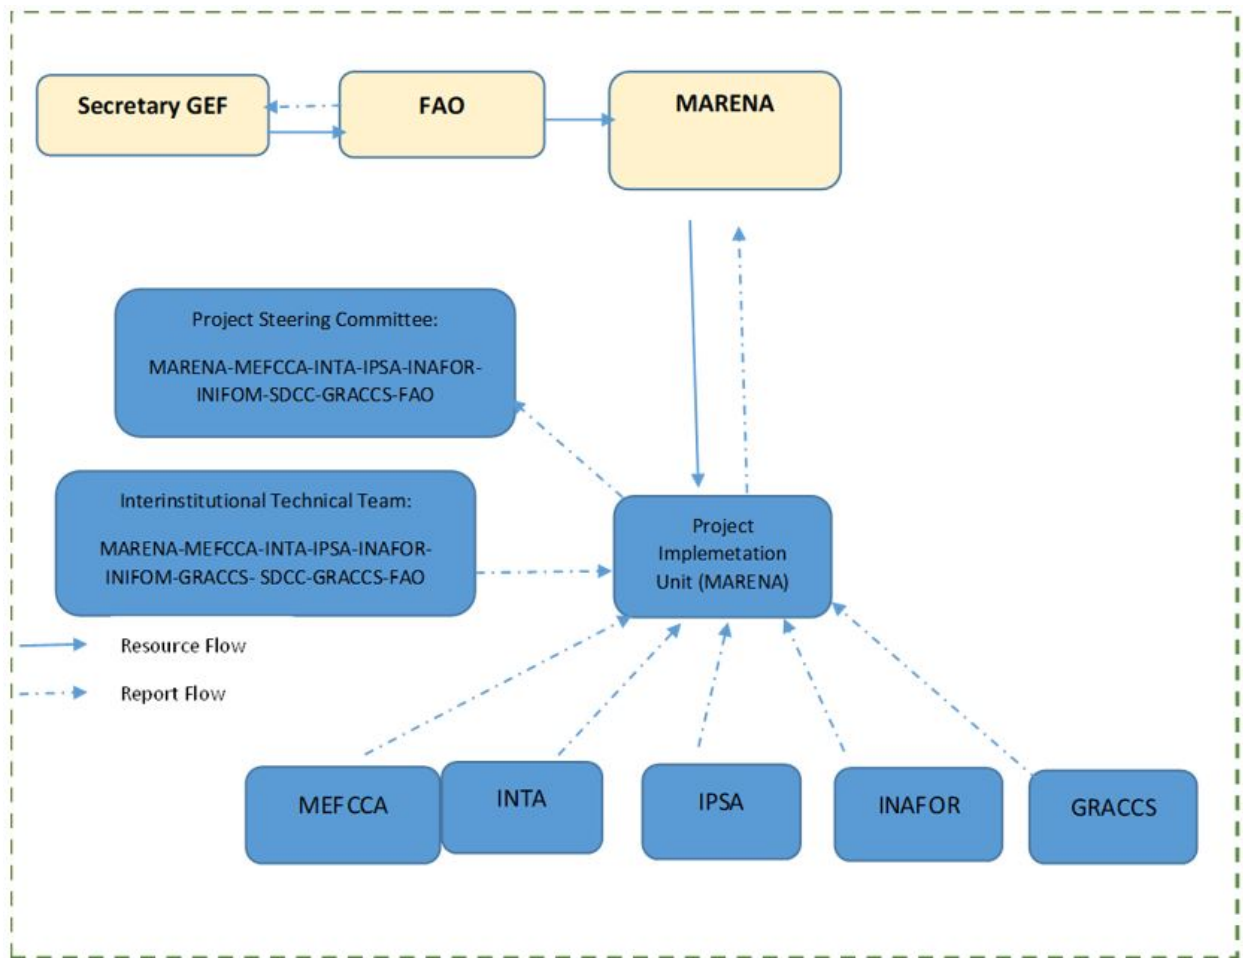 Secretary GEF
FAO
MARENA
Project Steering Committee:
MARENA-MEFCCA-INTA-IPSA-INAFOR-
INIFOM-SDCC-GRACCS-FAO
Interinstitutional Technical Team:
MARENA-MEFCCA-INTA-IPSA-INAFOR-
INIFOM-GRACCS- SDCC-GRACCS-FAO
Project
Implemetation
Unit (MARENA)
Resource Flow
Report Flow
MEFCCA
INTA
IPSA
INAFOR
GRACCS